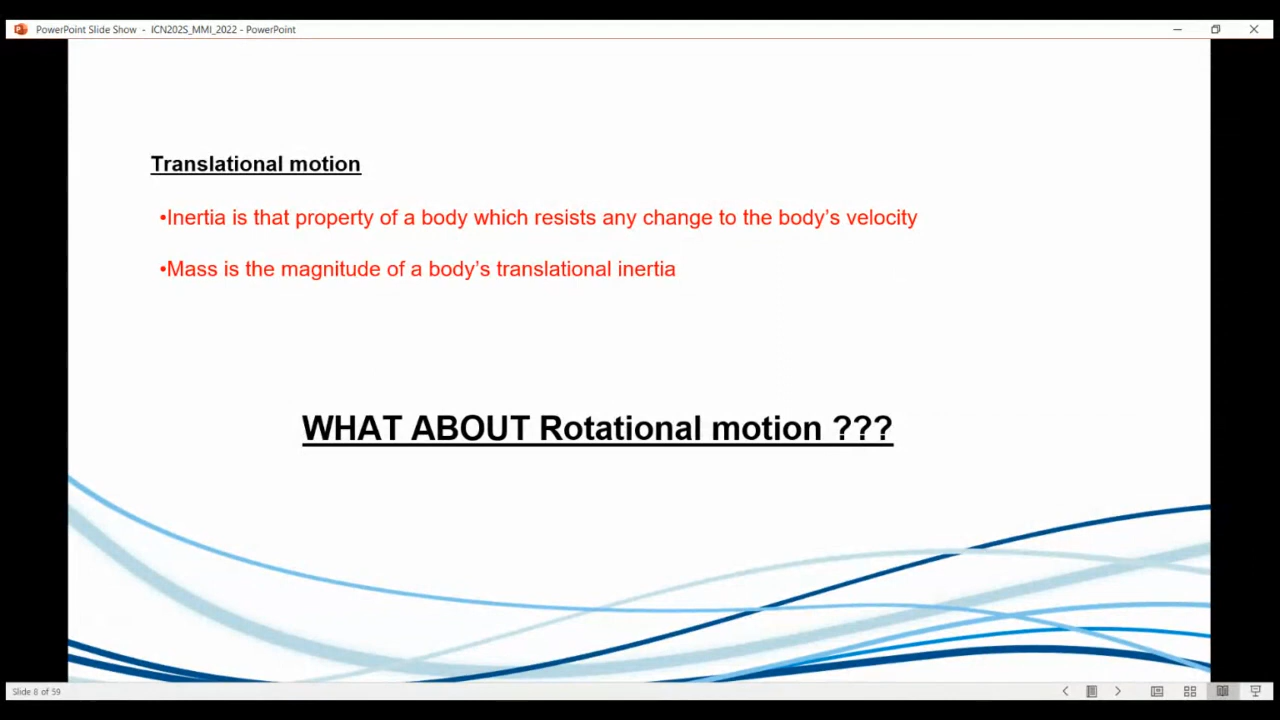 PowerPoint Slide Show - ICN202S_MMI_2022 - PowerPoint
Translational motion
•Inertia is that property of a body which resists any change to the body’s velocity
•Mass is the magnitude of a body’s translational inertia
WHAT ABOUT Rotational motion ???
Slide 8 of 59